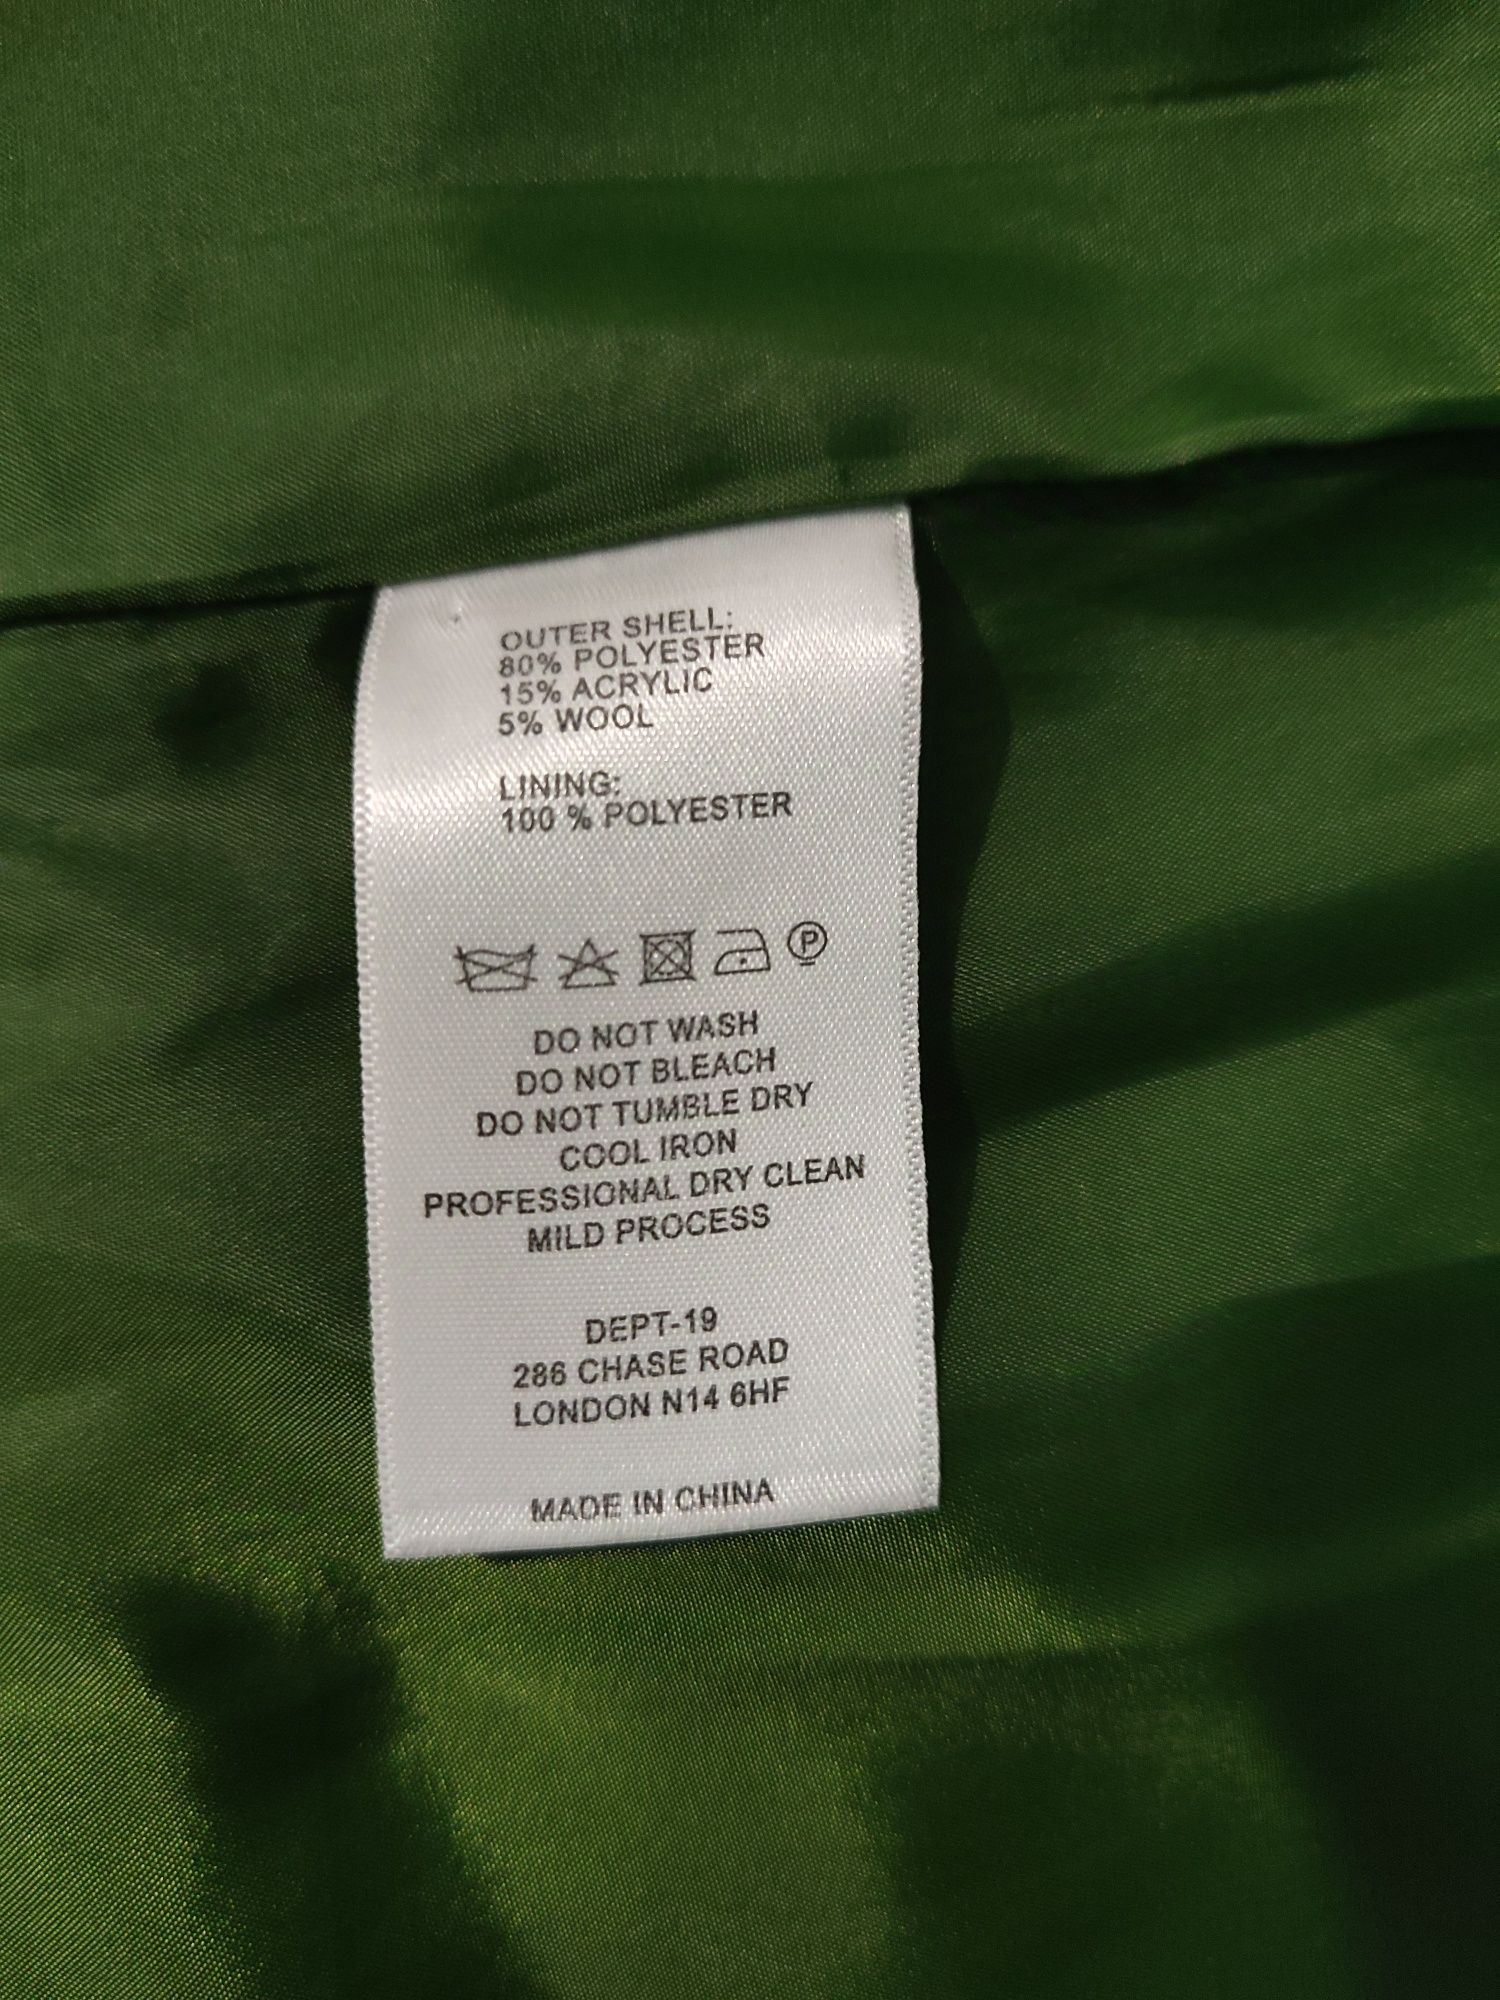 OUTER SHELL:
80% POLYESTER
15% ACRYLIC
5% WOOL
LINING:
100 % POLYESTER
P
DO NOT WASH
DO NOT BLEACH
DO NOT TUMBLE DRY
COOL IRON
PROFESSIONAL DRY CLEAN
MILD PROCESS
DEPT-19
286 CHASE ROAD
LONDON N14 6HF
MADE IN CHINA